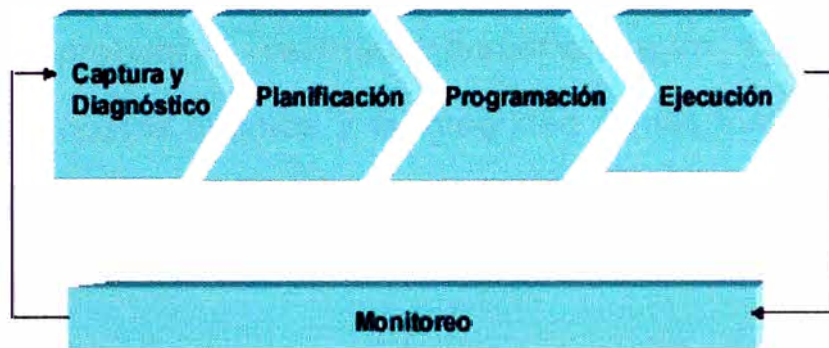 Captura y
Diagnóstico
Planificación
Programación
Ejecución
Monitoreo